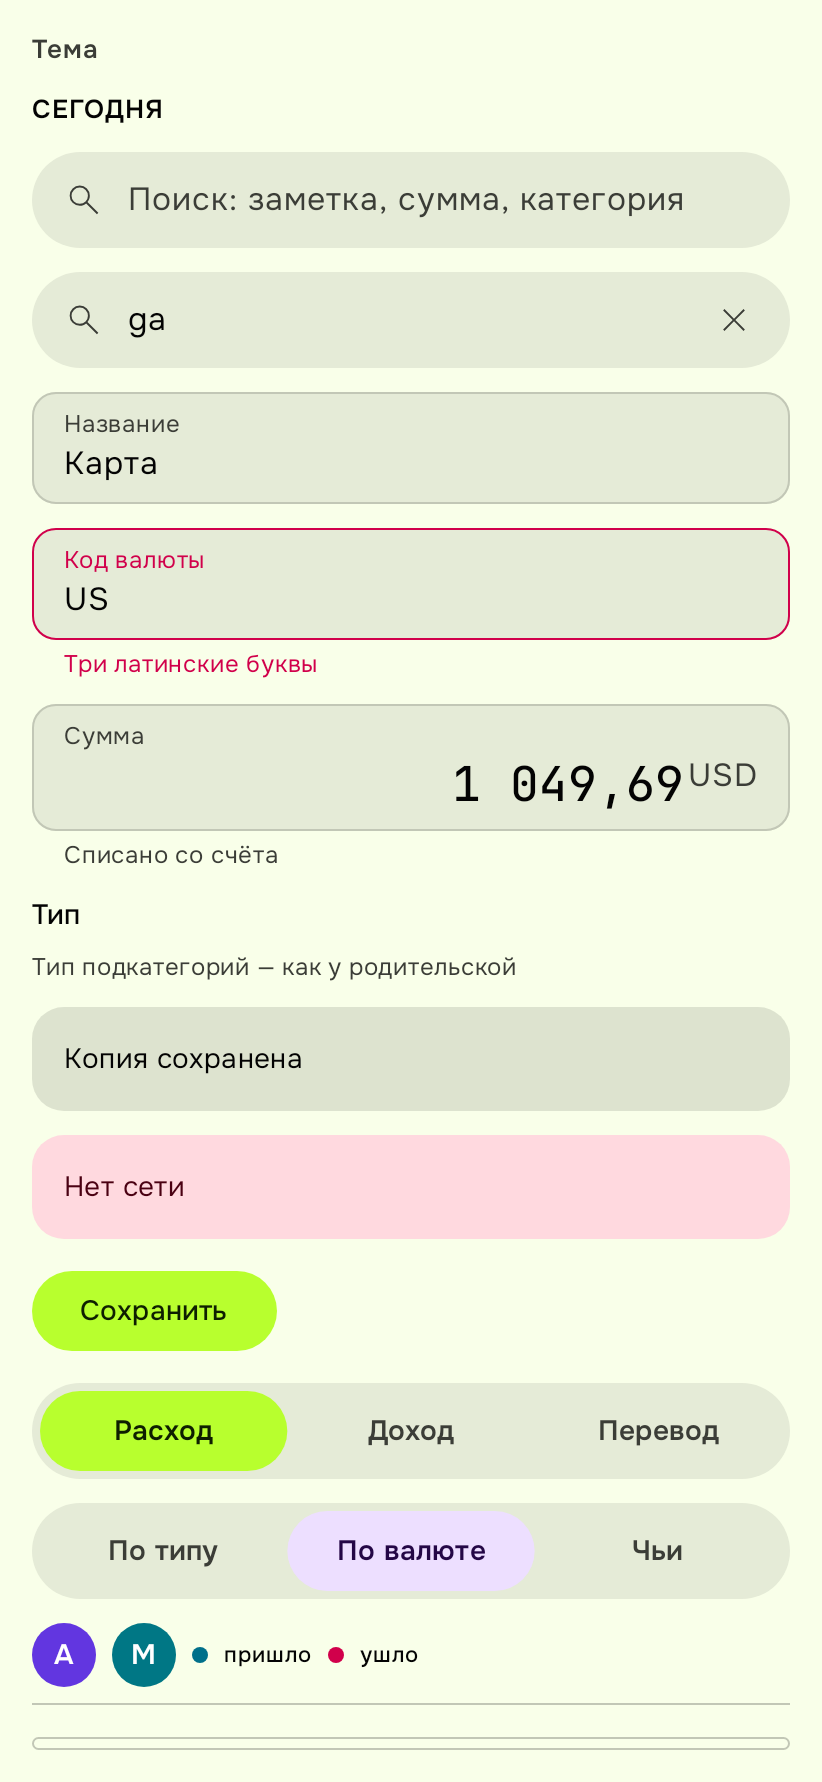 Тема
СЕГОДНЯ
Поиск: заметка, сумма, категория
ga
Название
Карта
Код валюты
US
Три латинские буквы
Сумма
1 049,69 USD
Списано со счёта
Тип
Тип подкатегорий — как у родительской
Копия сохранена
Нет сети
Сохранить
Расход Доход Перевод
По типу По валюте Чьи
А М пришло ушло